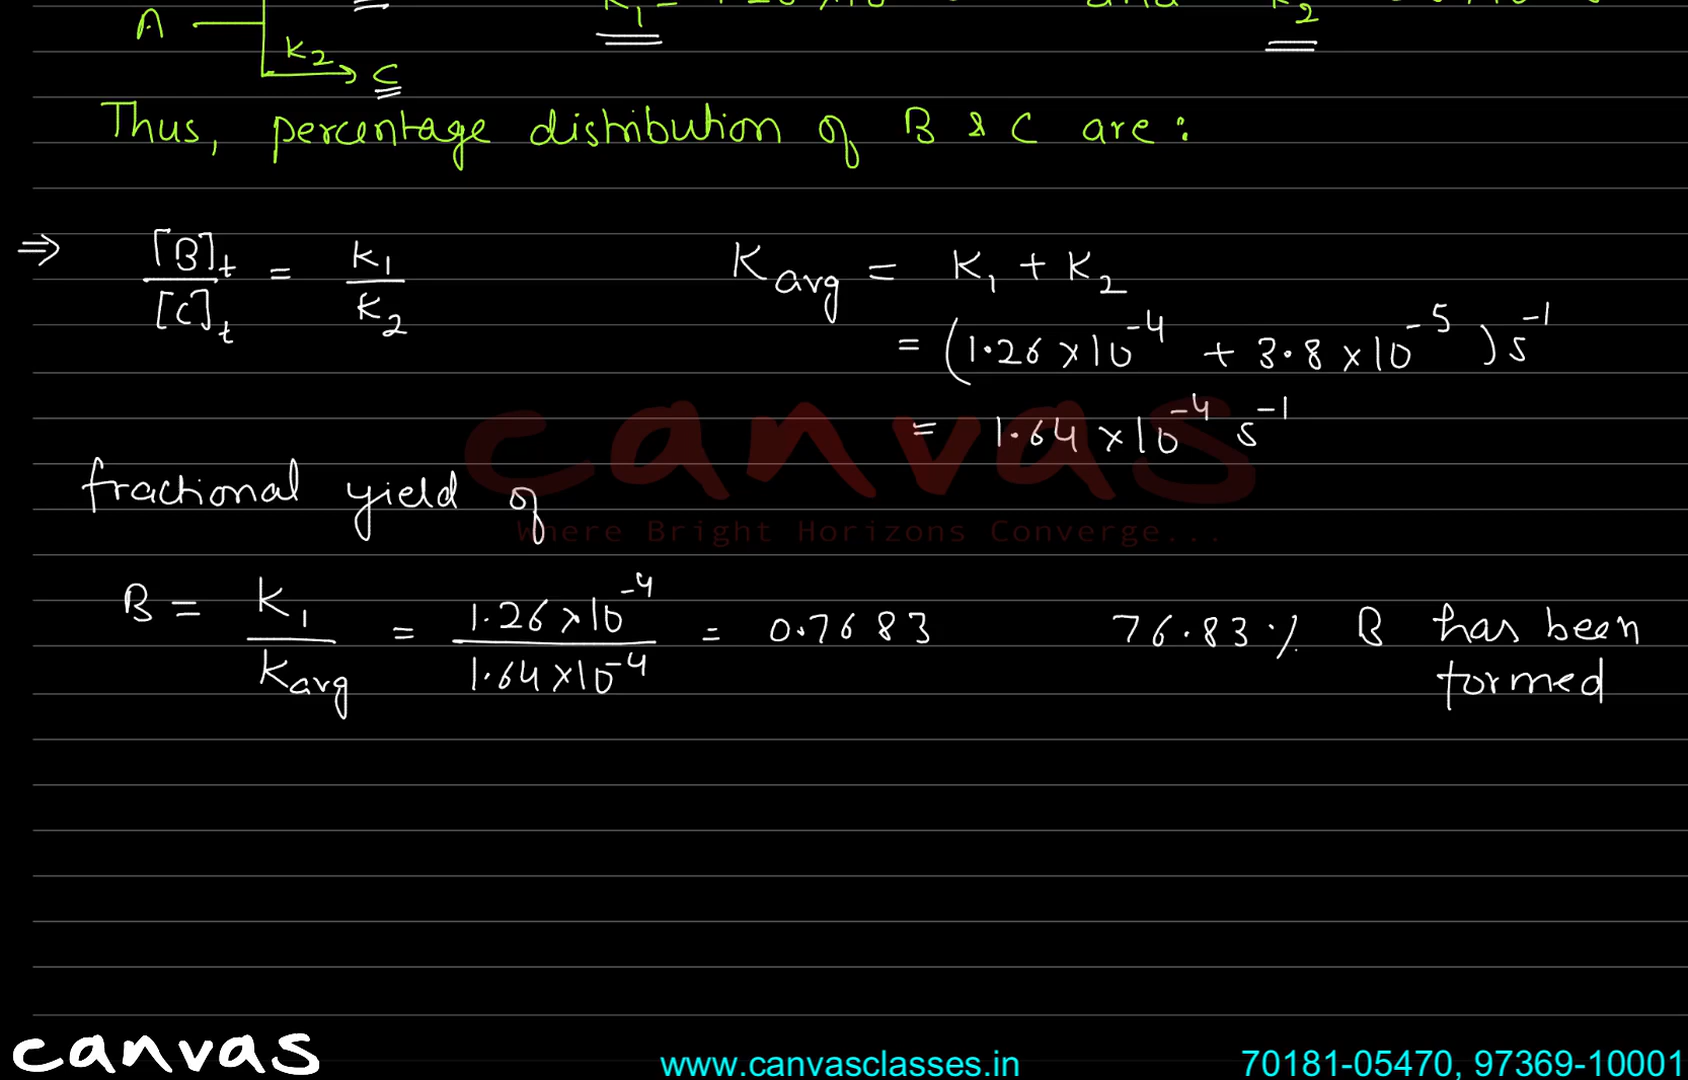 A K2 C
K1 = and K2
Thus, percentage distribution of B & C are:
⇒ [B]t / [C]t = K1 / K2
Kavg = K1 + K2
= (1.26 × 10^-4 + 3.8 × 10^-5) s^-1
= 1.64 × 10^-4 s^-1
canvas
Where Bright Horizons Converge...
fractional yield of
B = K1 / Kavg = 1.26 × 10^-4 / 1.64 × 10^-4 = 0.7683 76.83% B has been
formed
canvas www.canvasclasses.in 70181-05470, 97369-10001